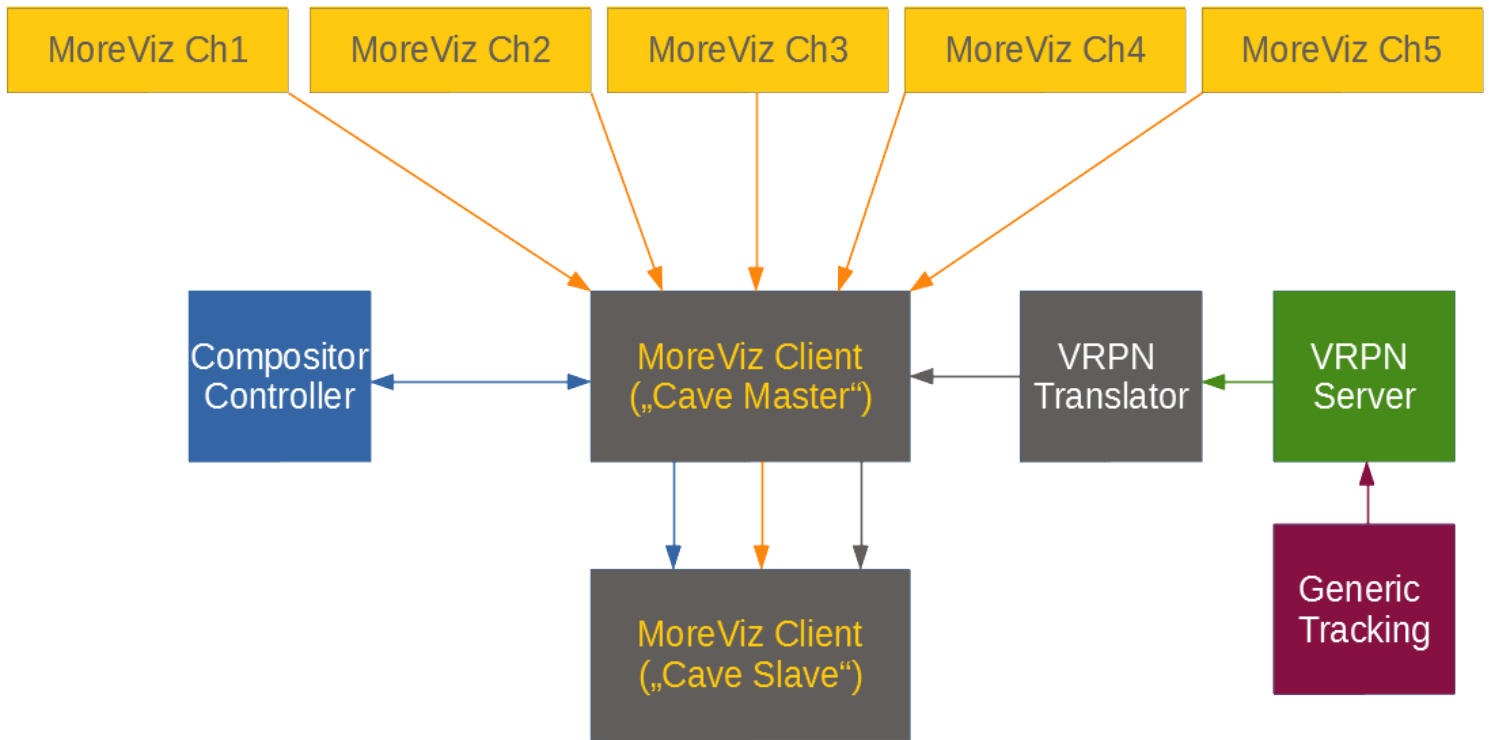 MoreViz Ch1
MoreViz Ch2
MoreViz Ch3
MoreViz Ch4
MoreViz Ch5
Compositor
Controller
MoreViz Client
(„Cave Master“)
VRPN
Translator
VRPN
Server
MoreViz Client
(„Cave Slave“)
Generic
Tracking